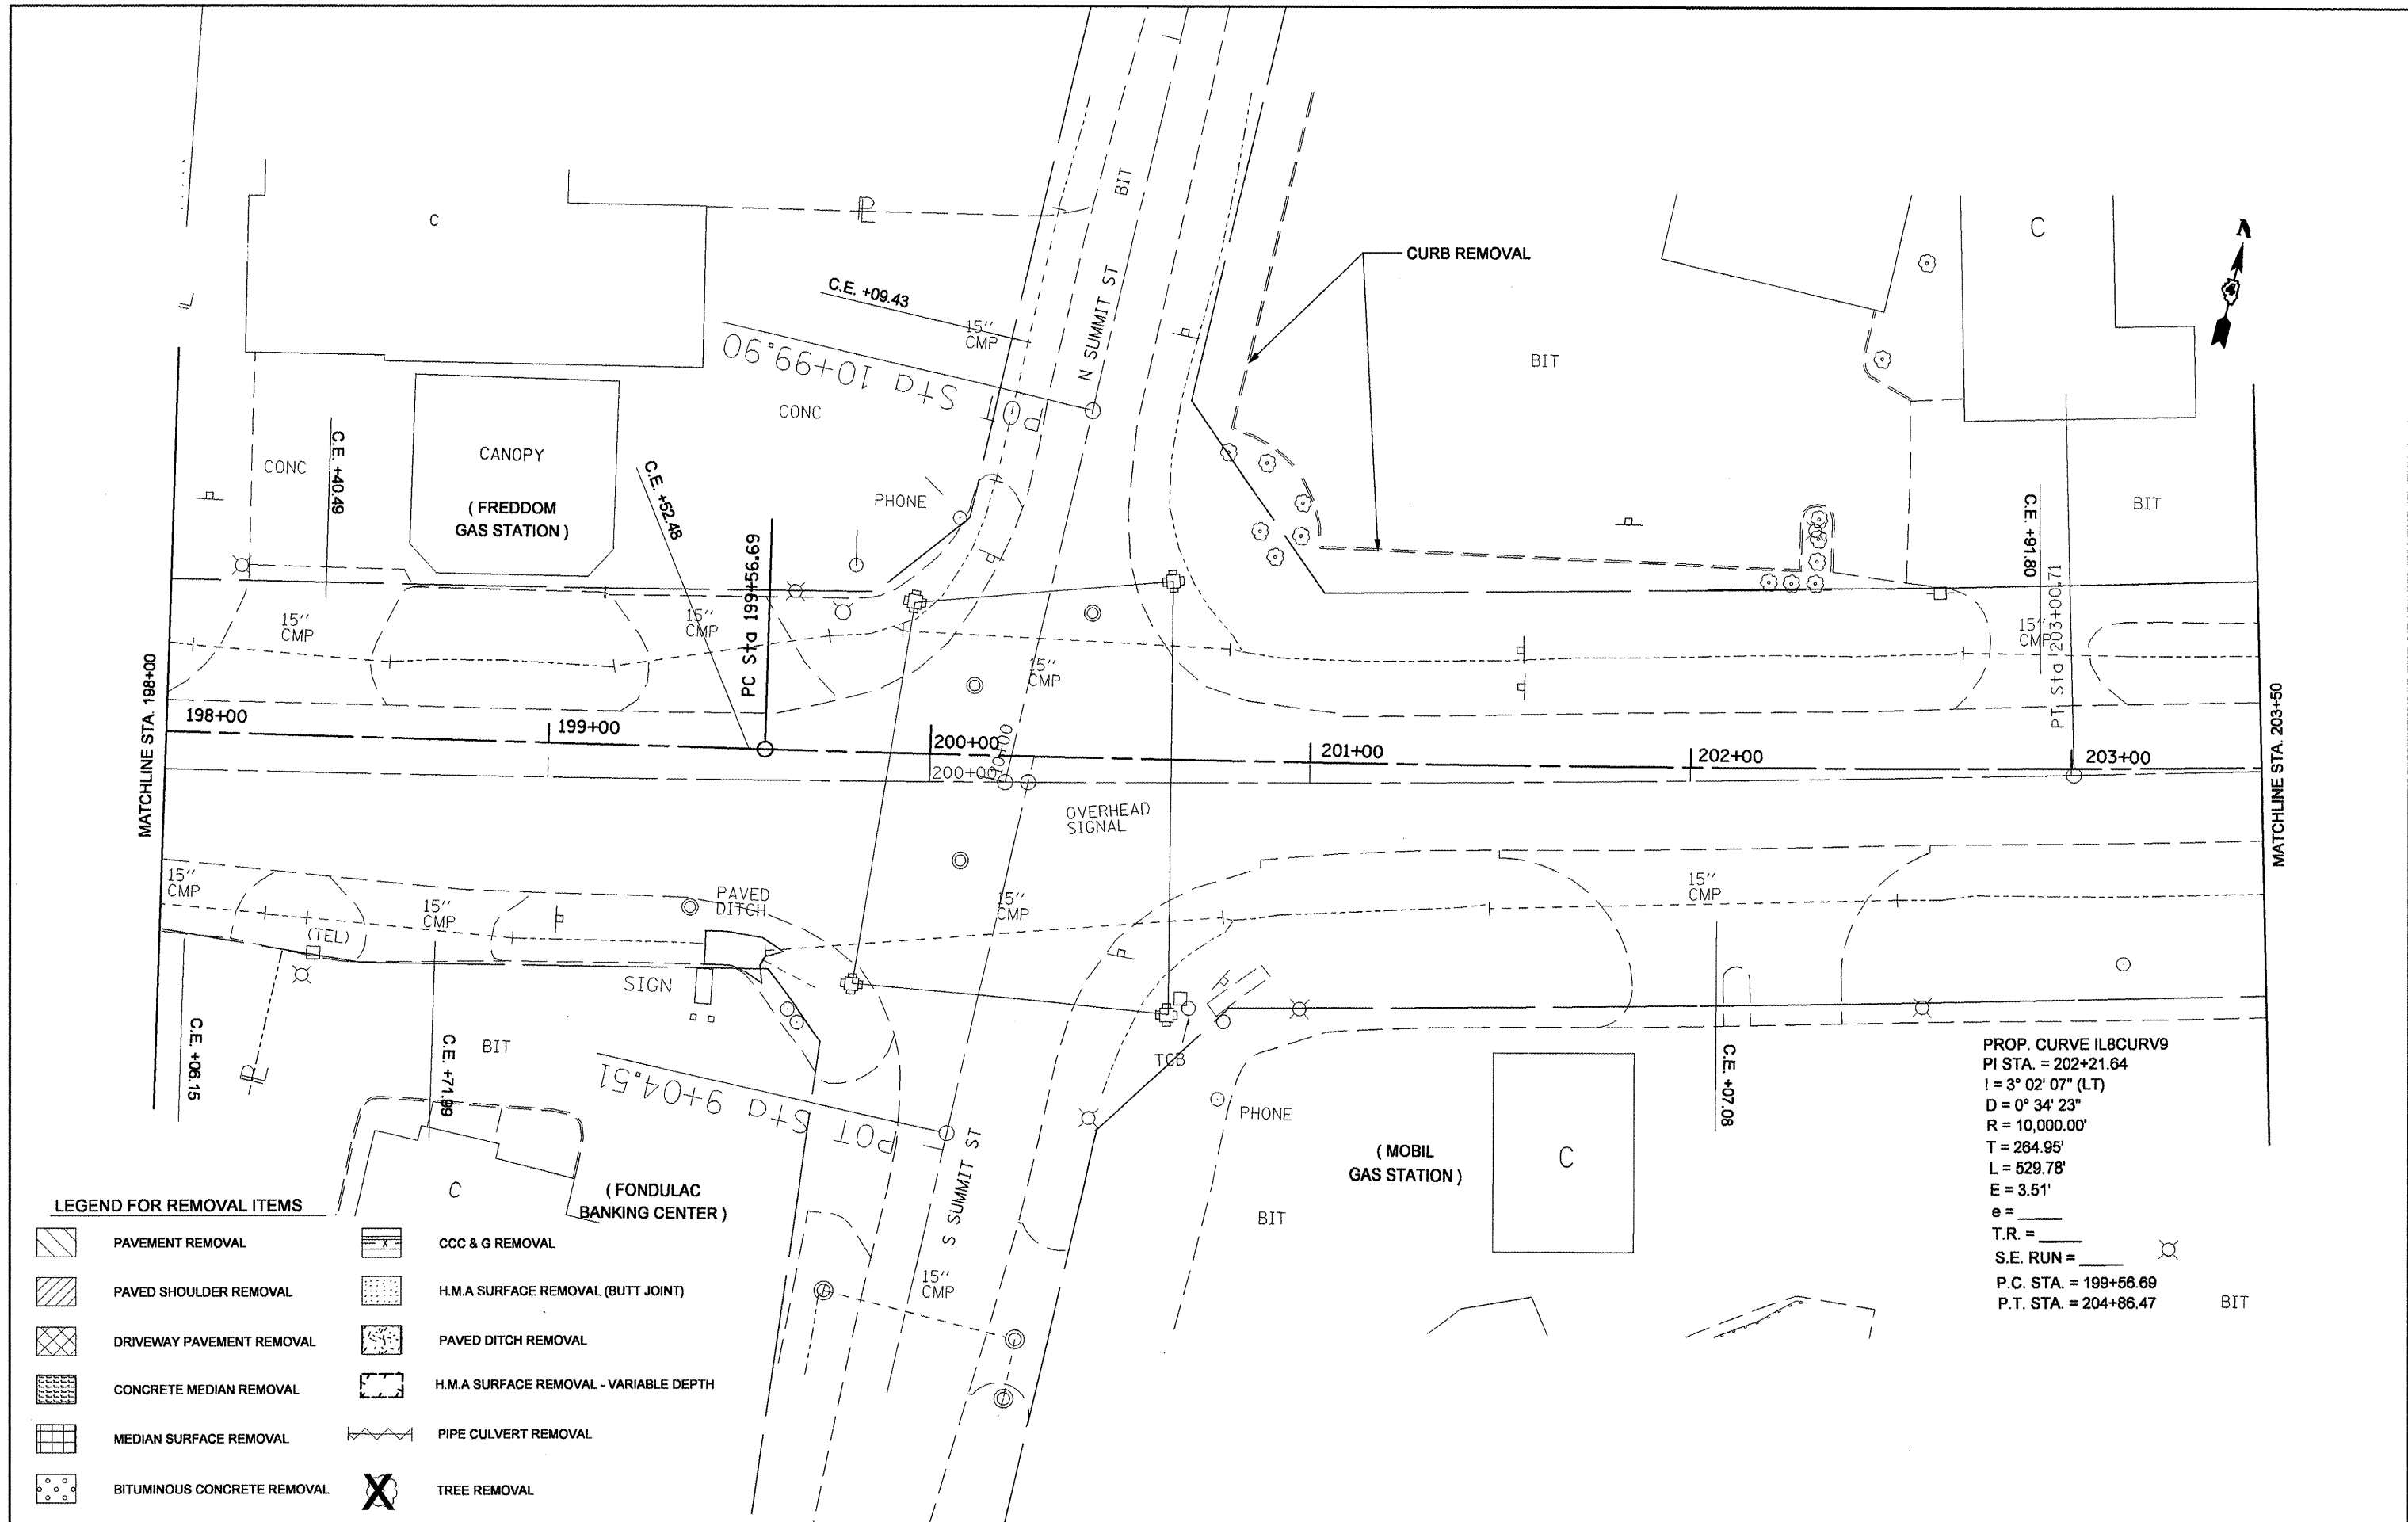 BIT
C
C
N
℄
CURB REMOVAL
C.E. +09.43
15"
CMP
N SUMMIT ST
POT Sta 10+99.90
BIT
CONC
CANOPY
CONC
C.E. +40.49
( FREDDOM
GAS STATION )
C.E. +52.48
PHONE
PC Sta 199+56.69
C.E. +91.80
BIT
15"
CMP
15"
CMP
15"
CMP
15"
CMP
PT Sta 203+00.71
MATCHLINE STA. 198+00
198+00
199+00
200+00
200+00
10+00
201+00
202+00
203+00
MATCHLINE STA. 203+50
OVERHEAD
SIGNAL
15"
CMP
15"
CMP
PAVED
DITCH
15"
CMP
15"
CMP
(TEL)
SIGN
C.E. +06.15
℄
C.E. +71.99
BIT
POT Sta 9+04.51
TCB
PHONE
C.E. +07.08
S SUMMIT ST
( MOBIL
GAS STATION )
C
C
( FONDULAC
BANKING CENTER )
BIT
15"
CMP
PROP. CURVE IL8CURV9
PI STA. = 202+21.64
! = 3° 02' 07" (LT)
D = 0° 34' 23"
R = 10,000.00'
T = 264.95'
L = 529.78'
E = 3.51'
e = _____
T.R. = _____
S.E. RUN = _____
P.C. STA. = 199+56.69
P.T. STA. = 204+86.47
BIT
LEGEND FOR REMOVAL ITEMS
PAVEMENT REMOVAL
PAVED SHOULDER REMOVAL
DRIVEWAY PAVEMENT REMOVAL
CONCRETE MEDIAN REMOVAL
MEDIAN SURFACE REMOVAL
BITUMINOUS CONCRETE REMOVAL
X
CCC & G REMOVAL
H.M.A SURFACE REMOVAL (BUTT JOINT)
PAVED DITCH REMOVAL
H.M.A SURFACE REMOVAL - VARIABLE DEPTH
PIPE CULVERT REMOVAL
X
TREE REMOVAL